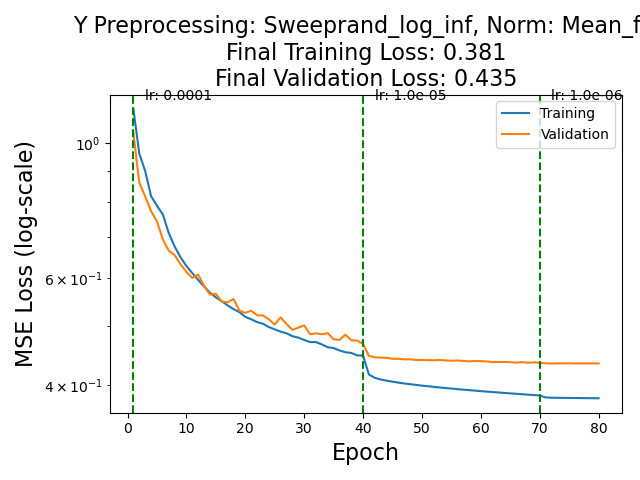 Y Preprocessing: Sweeprand_log_inf, Norm: Mean_f
Final Training Loss: 0.381
Final Validation Loss: 0.435
lr: 0.0001
lr: 1.0e-05
lr: 1.0e-06
Training
Validation
MSE Loss (log-scale)
10⁰
6 × 10⁻¹
4 × 10⁻¹
0 10 20 30 40 50 60 70 80
Epoch